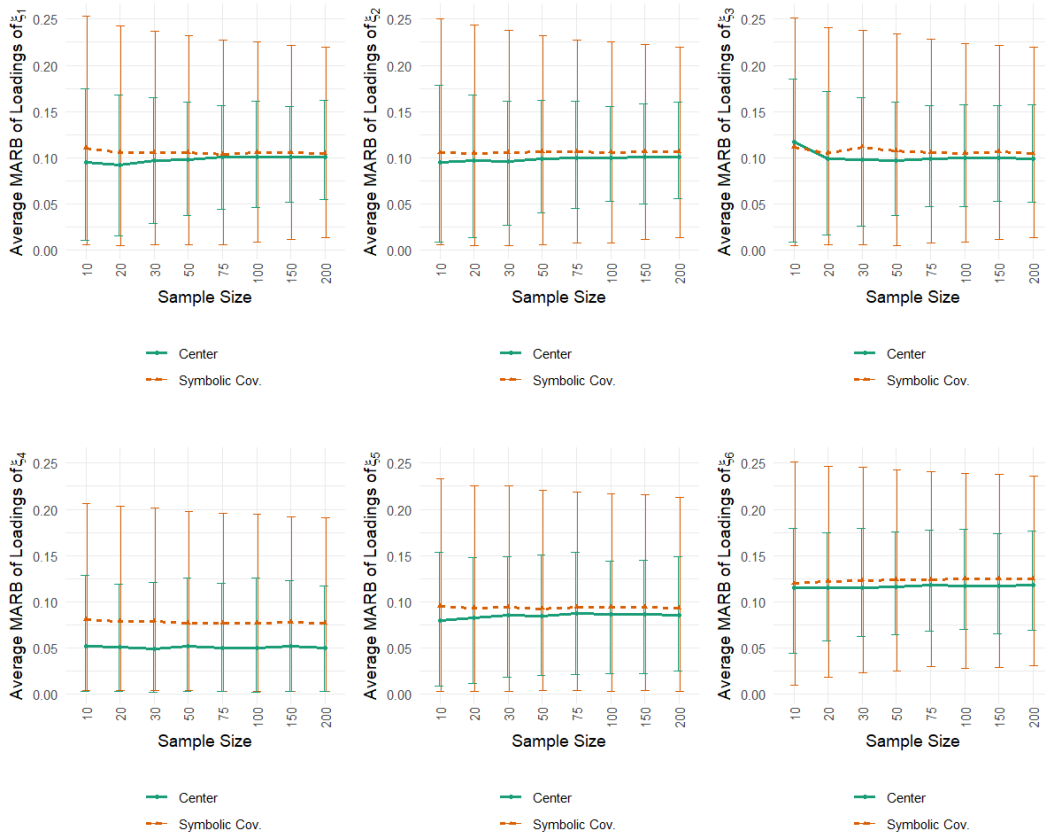 Average MARB of Loadings of ξ1
0.25
0.20
0.15
0.10
0.05
0.00
10 20 30 50 75 100 150 200
Sample Size
Center
Symbolic Cov.
Average MARB of Loadings of ξ2
0.25
0.20
0.15
0.10
0.05
0.00
10 20 30 50 75 100 150 200
Sample Size
Center
Symbolic Cov.
Average MARB of Loadings of ξ3
0.25
0.20
0.15
0.10
0.05
0.00
10 20 30 50 75 100 150 200
Sample Size
Center
Symbolic Cov.
Average MARB of Loadings of ξ4
0.25
0.20
0.15
0.10
0.05
0.00
10 20 30 50 75 100 150 200
Sample Size
Center
Symbolic Cov.
Average MARB of Loadings of ξ5
0.25
0.20
0.15
0.10
0.05
0.00
10 20 30 50 75 100 150 200
Sample Size
Center
Symbolic Cov.
Average MARB of Loadings of ξ6
0.25
0.20
0.15
0.10
0.05
0.00
10 20 30 50 75 100 150 200
Sample Size
Center
Symbolic Cov.